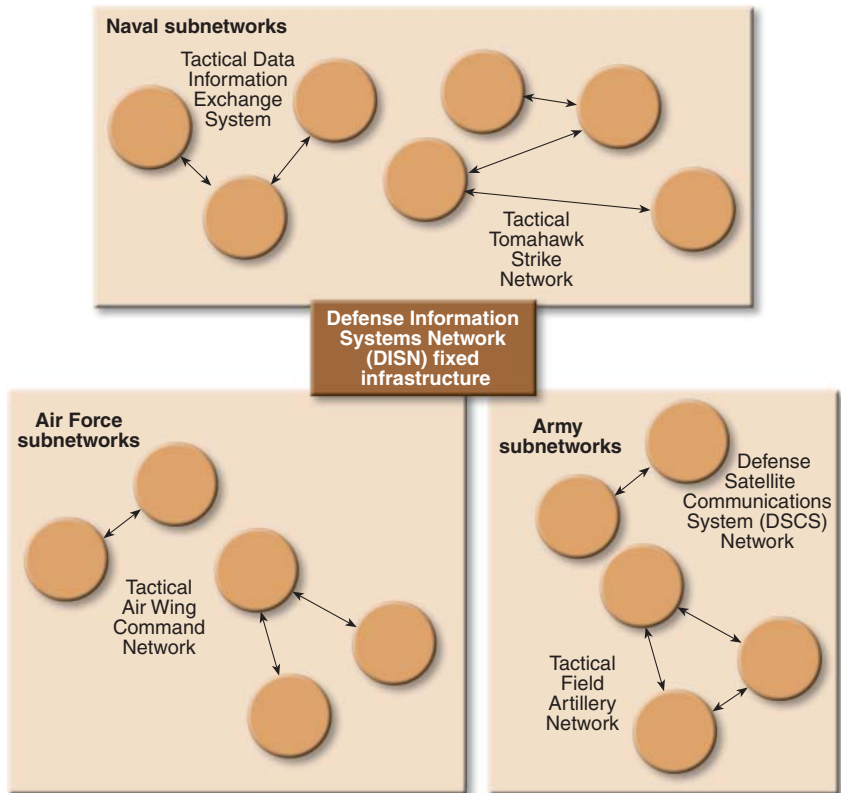 Naval subnetworks
Tactical Data
Information
Exchange
System
Tactical
Tomahawk
Strike
Network
Defense Information
Systems Network
(DISN) fixed
infrastructure
Air Force
subnetworks
Tactical
Air Wing
Command
Network
Army
subnetworks
Defense
Satellite
Communications
System (DSCS)
Network
Tactical
Field
Artillery
Network